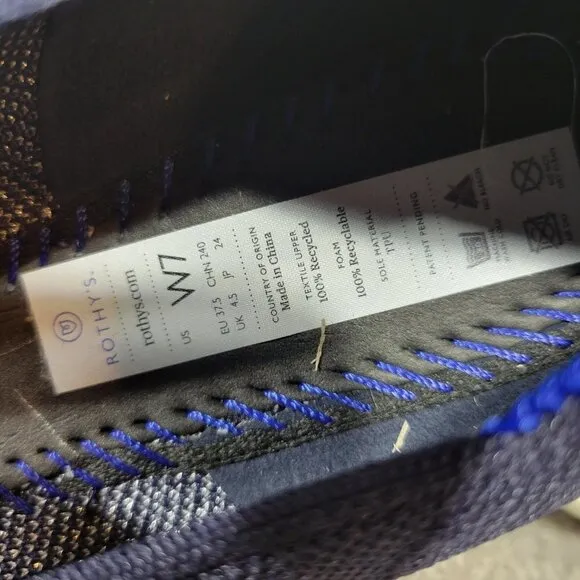 ROTHY'S.
rothys.com
US W7
EU 37.5 CHN 240
UK 4.5 JP 24
COUNTRY OF ORIGIN
Made in China
TEXTILE UPPER
100% Recycled
FOAM
100% Recyclable
SOLE MATERIAL
TPU
PATENT PENDING